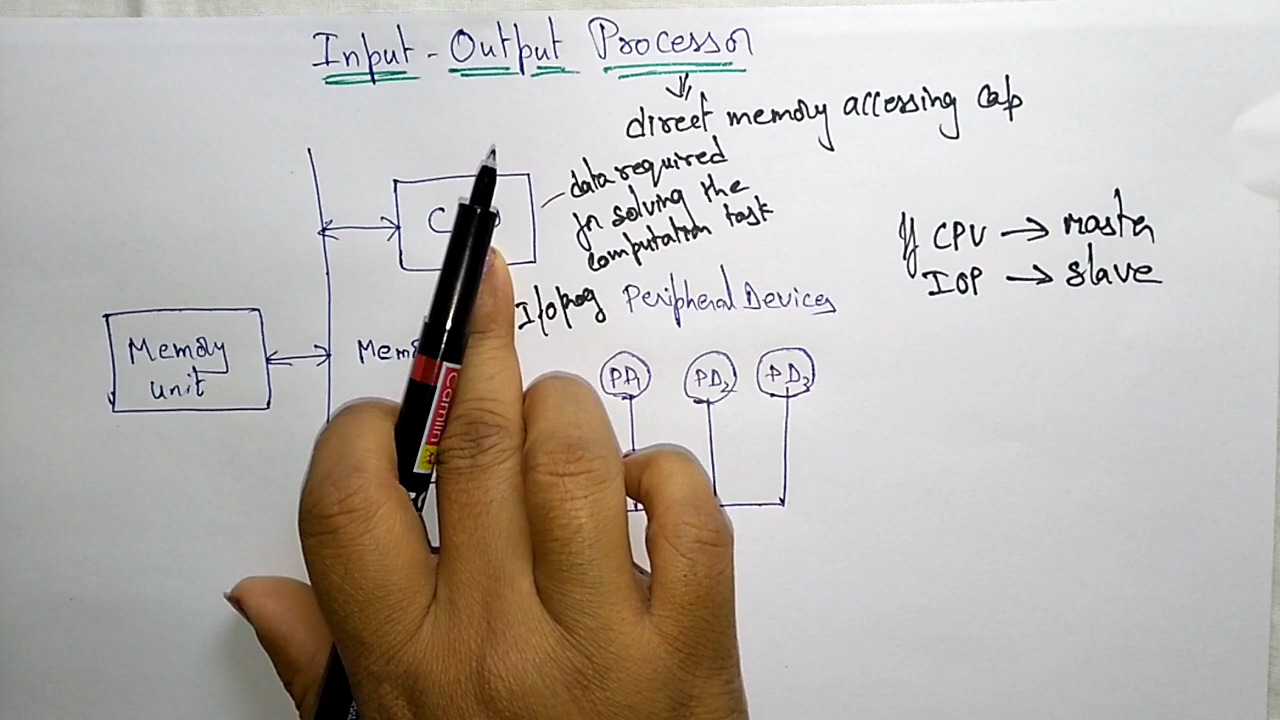 Input - Output Processor
direct memory accessing cap
data required
for solving the
computation task
If CPU → master
IOP → slave
I/O prog
Peripheral Devices
Memory
unit
PD1
PD2
PD3
Camlin